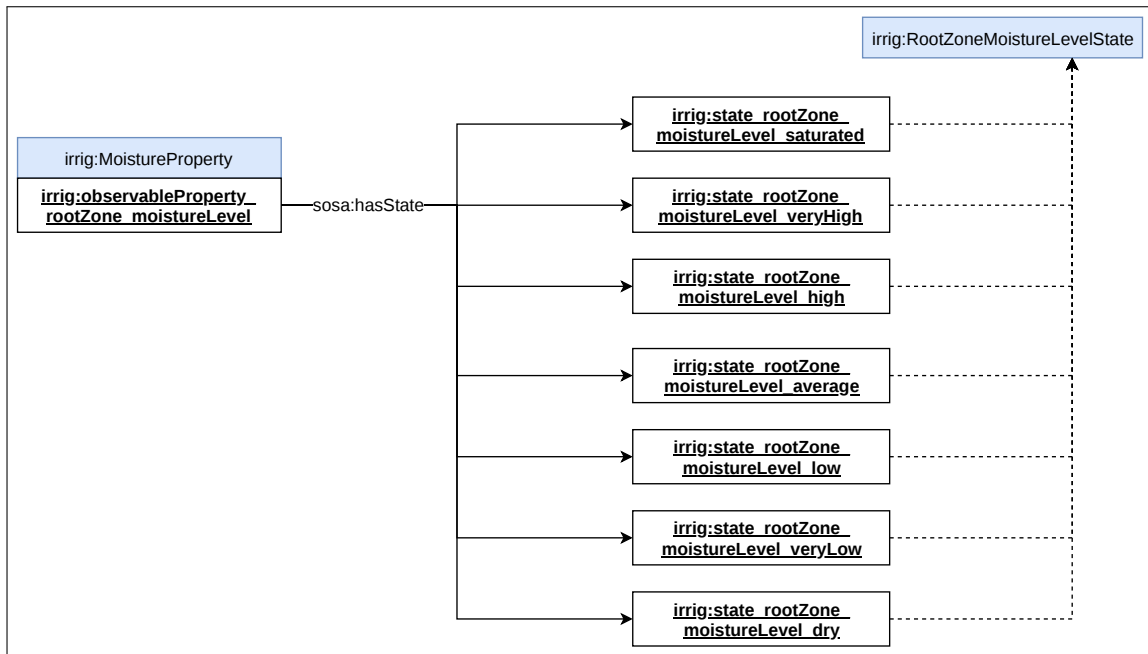 irrig:RootZoneMoistureLevelState
irrig:MoistureProperty
irrig:observableProperty_
rootZone_moistureLevel
sosa:hasState
irrig:state_rootZone_
moistureLevel_saturated
irrig:state_rootZone_
moistureLevel_veryHigh
irrig:state_rootZone_
moistureLevel_high
irrig:state_rootZone_
moistureLevel_average
irrig:state_rootZone_
moistureLevel_low
irrig:state_rootZone_
moistureLevel_veryLow
irrig:state_rootZone_
moistureLevel_dry